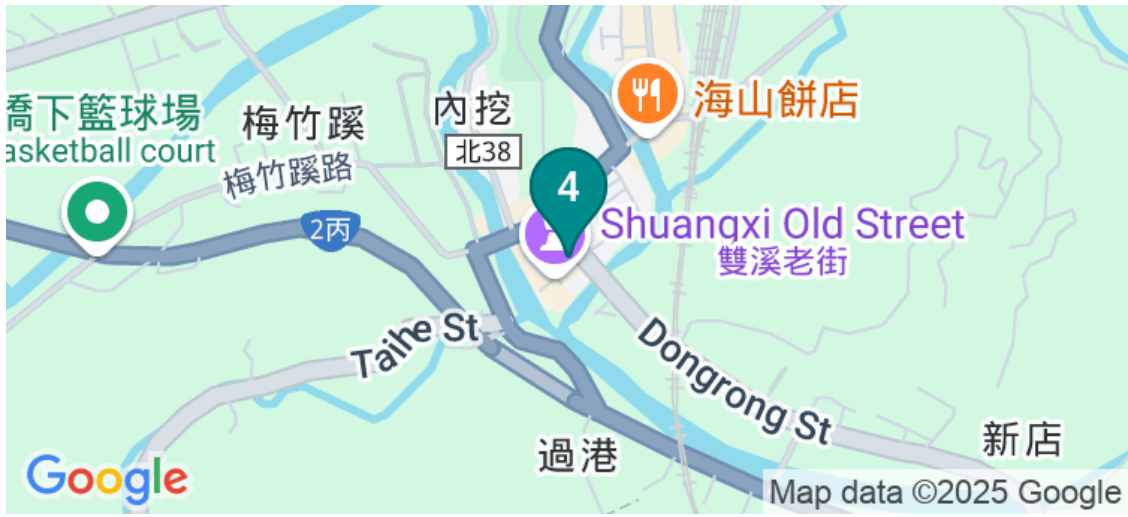 海山餅店
橋下籃球場
asketball court
梅竹蹊
內挖
北38
梅竹蹊路
4
2丙
Shuangxi Old Street
雙溪老街
Taihe St
Dongrong St
過港
新店
Google
Map data ©2025 Google